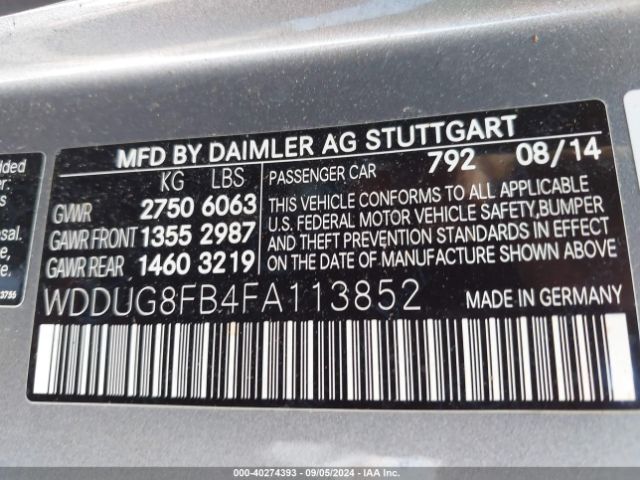 MFD BY DAIMLER AG STUTTGART
KG LBS
GVWR 2750 6063
GAWR FRONT 1355 2987
GAWR REAR 1460 3219
PASSENGER CAR 792 08/14
THIS VEHICLE CONFORMS TO ALL APPLICABLE
U.S. FEDERAL MOTOR VEHICLE SAFETY, BUMPER
AND THEFT PREVENTION STANDARDS IN EFFECT
ON THE DATE OF MANUFACTURE SHOWN ABOVE
WDDUG8FB4FA113852 MADE IN GERMANY
000-40274393 - 09/05/2024 - IAAI.COM